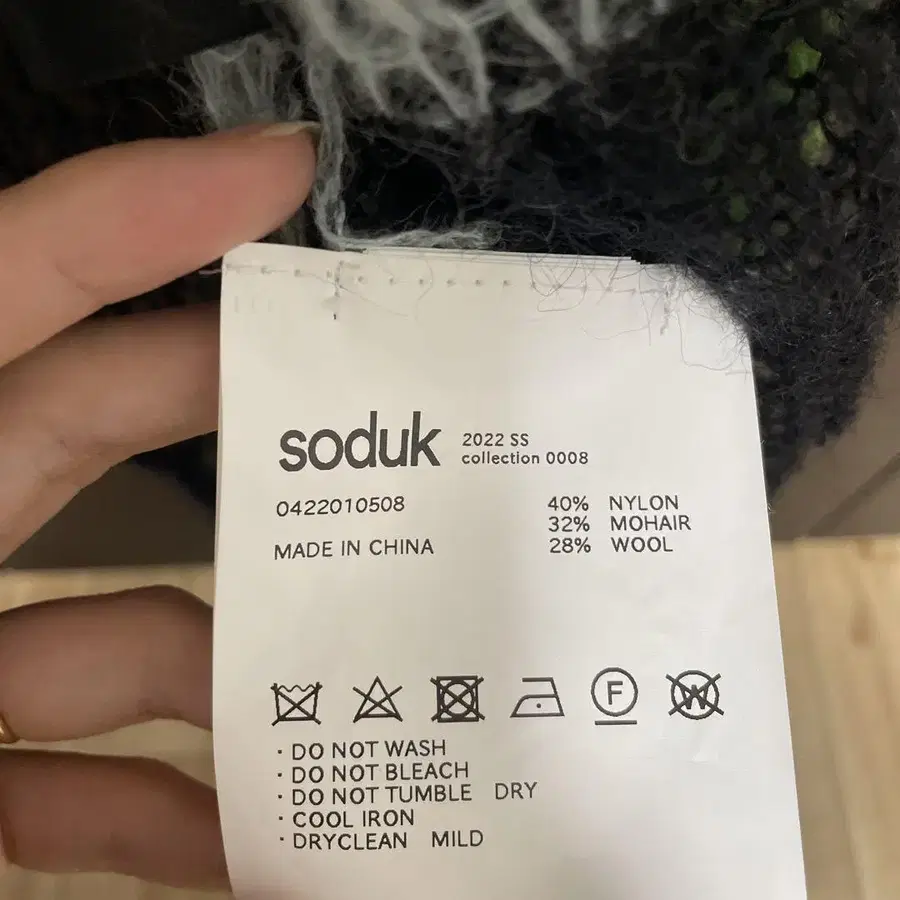 soduk 2022 SS
collection 0008
0422010508
MADE IN CHINA
40% NYLON
32% MOHAIR
28% WOOL
F
W
· DO NOT WASH
· DO NOT BLEACH
· DO NOT TUMBLE DRY
· COOL IRON
· DRYCLEAN MILD